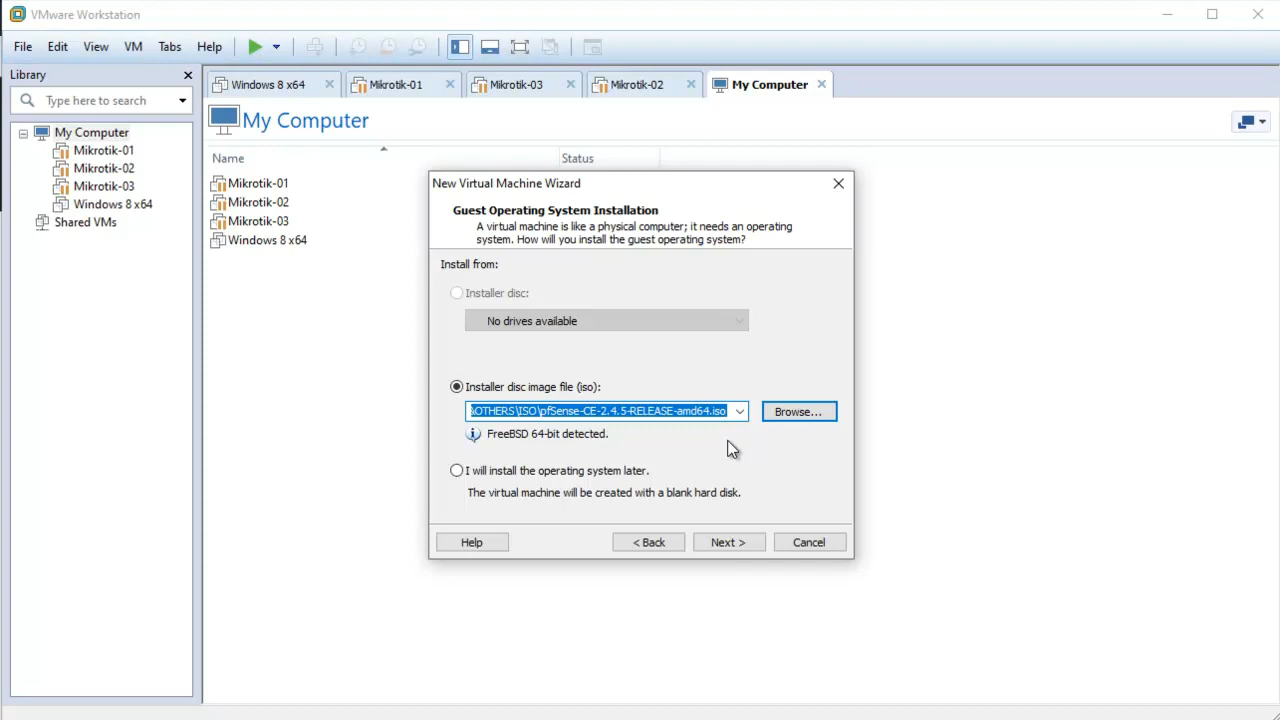 VMware Workstation
File Edit View VM Tabs Help
Library
Type here to search
My Computer
Mikrotik-01
Mikrotik-02
Mikrotik-03
Windows 8 x64
Shared VMs
Windows 8 x64 Mikrotik-01 Mikrotik-03 Mikrotik-02 My Computer
My Computer
Name Status
Mikrotik-01
Mikrotik-02
Mikrotik-03
Windows 8 x64
New Virtual Machine Wizard
Guest Operating System Installation
A virtual machine is like a physical computer; it needs an operating
system. How will you install the guest operating system?
Install from:
Installer disc:
No drives available
Installer disc image file (iso):
\OTHERS\ISO\pfSense-CE-2.4.5-RELEASE-amd64.iso Browse...
FreeBSD 64-bit detected.
I will install the operating system later.
The virtual machine will be created with a blank hard disk.
Help < Back Next > Cancel